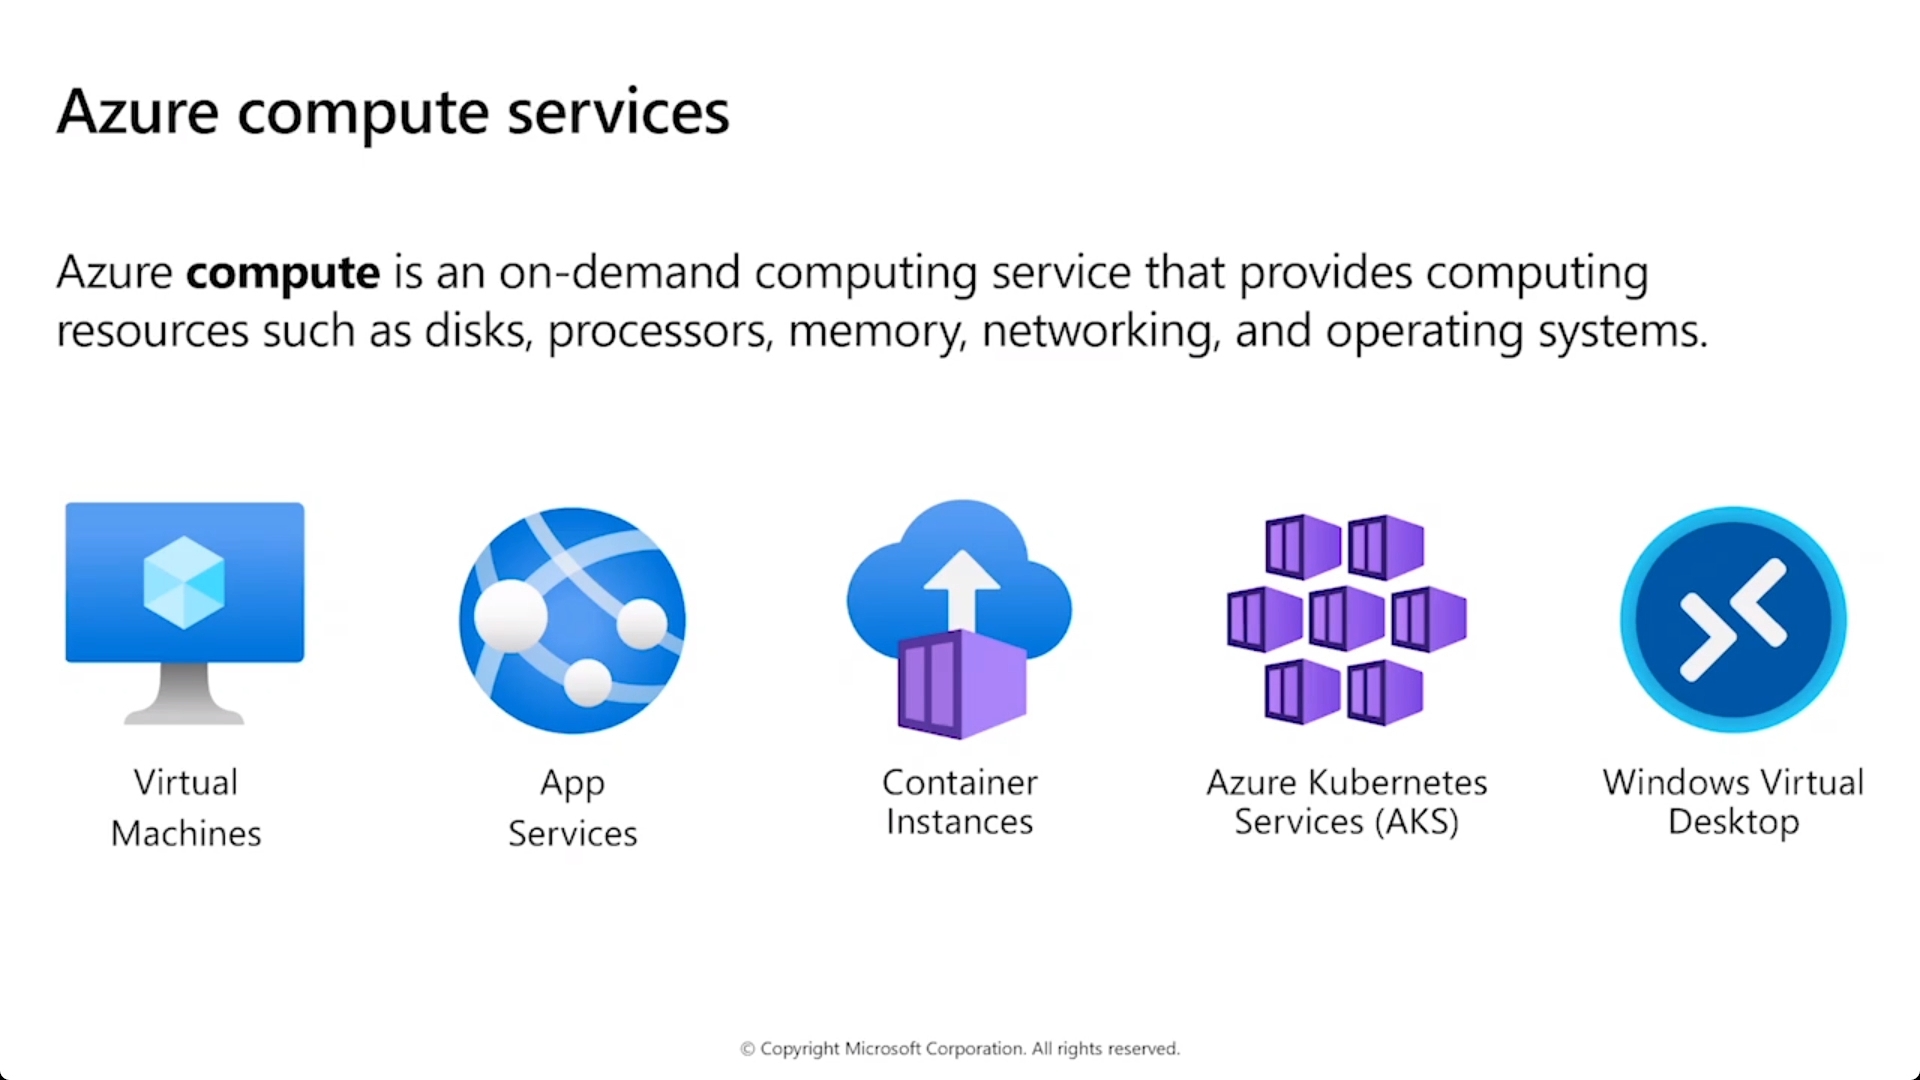 Azure compute services
Azure compute is an on-demand computing service that provides computing
resources such as disks, processors, memory, networking, and operating systems.
Virtual
Machines
App
Services
Container
Instances
Azure Kubernetes
Services (AKS)
Windows Virtual
Desktop
© Copyright Microsoft Corporation. All rights reserved.